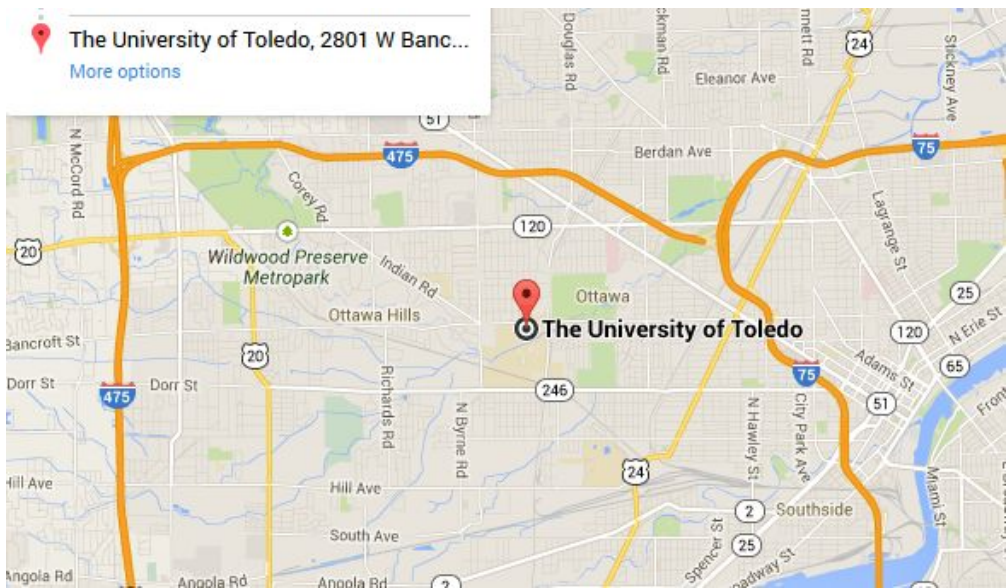 The University of Toledo, 2801 W Banc...
More options
Douglas Rd
24
Stickney Ave
Eleanor Ave
51
N McCord Rd
475
Berdan Ave
75
Corey Rd
Lagrange St
120
20
Wildwood Preserve
Metropark
Indian Rd
25
Ottawa
Ottawa Hills
The University of Toledo
N Erie St
120
Bancroft St
20
Adams St
65
Dorr St
Dorr St
475
246
75
51
Richards Rd
N Byrne Rd
N Hawley St
City Park Ave
24
Miami St
Hill Ave
Hill Ave
2
Southside
South Ave
25
Angola Rd
Angola Rd
2